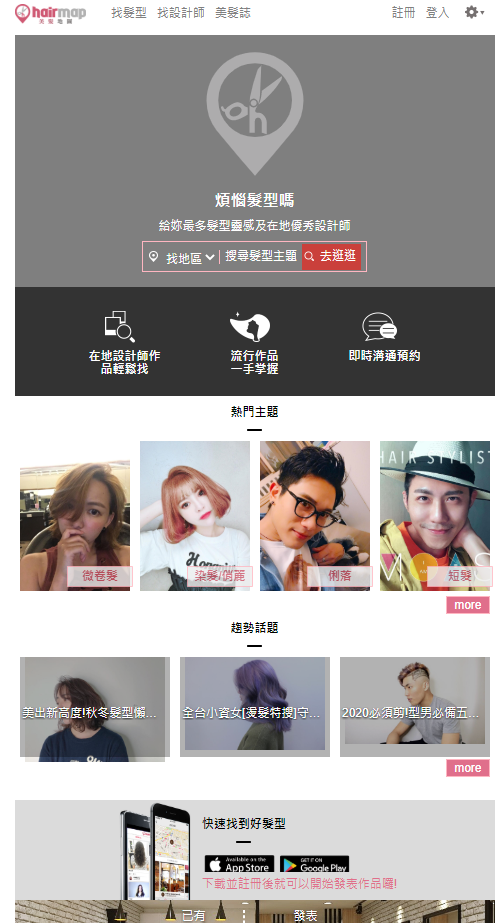 hairmap
美髮地圖
找髮型 找設計師 美髮誌
註冊 登入
煩惱髮型嗎
給妳最多髮型靈感及在地優秀設計師
找地區 搜尋髮型主題 去逛逛
在地設計師作
品輕鬆找
流行作品
一手掌握
即時溝通預約
熱門主題
HAIR STYLIST
微卷髮
染髮/俏麗
俐落
短髮
more
趨勢話題
美出新高度!秋冬髮型懶...
全台小資女[燙髮特搜]守...
2020必須剪!型男必備五...
more
快速找到好髮型
Available on the
App Store
GET IT ON
Google Play
下載並註冊後就可以開始發表作品囉!
已有
發表